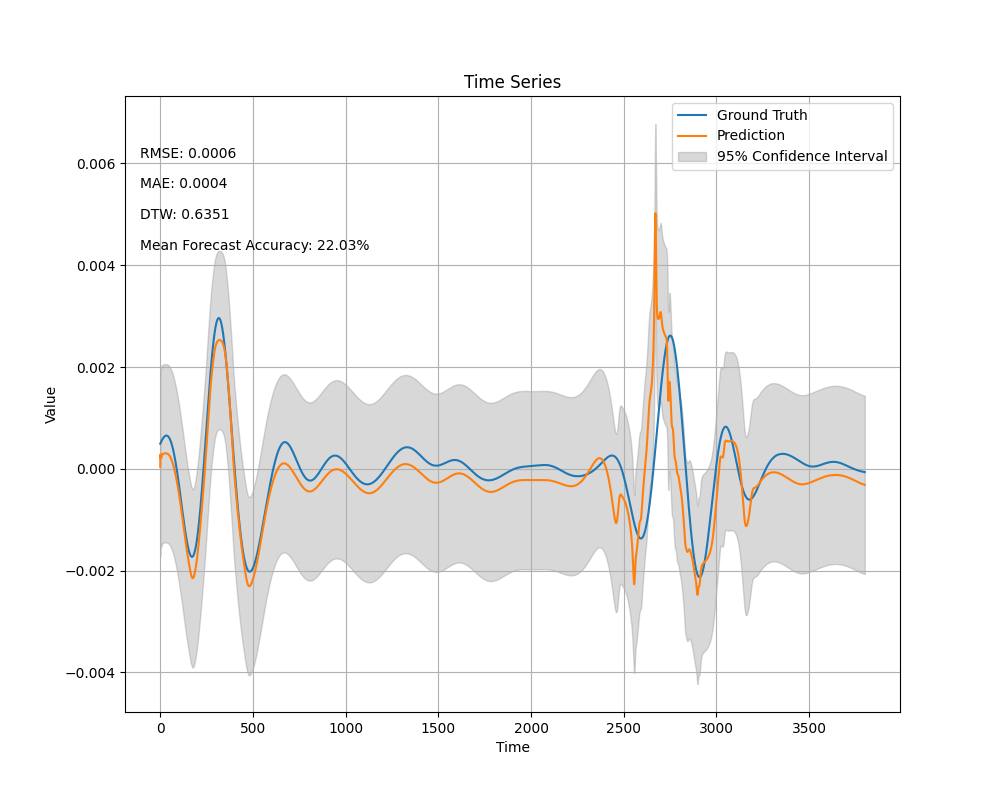 Time Series
Ground Truth
Prediction
95% Confidence Interval
RMSE: 0.0006
MAE: 0.0004
DTW: 0.6351
Mean Forecast Accuracy: 22.03%
0.006
0.004
0.002
0.000
−0.002
−0.004
Value
0 500 1000 1500 2000 2500 3000 3500
Time